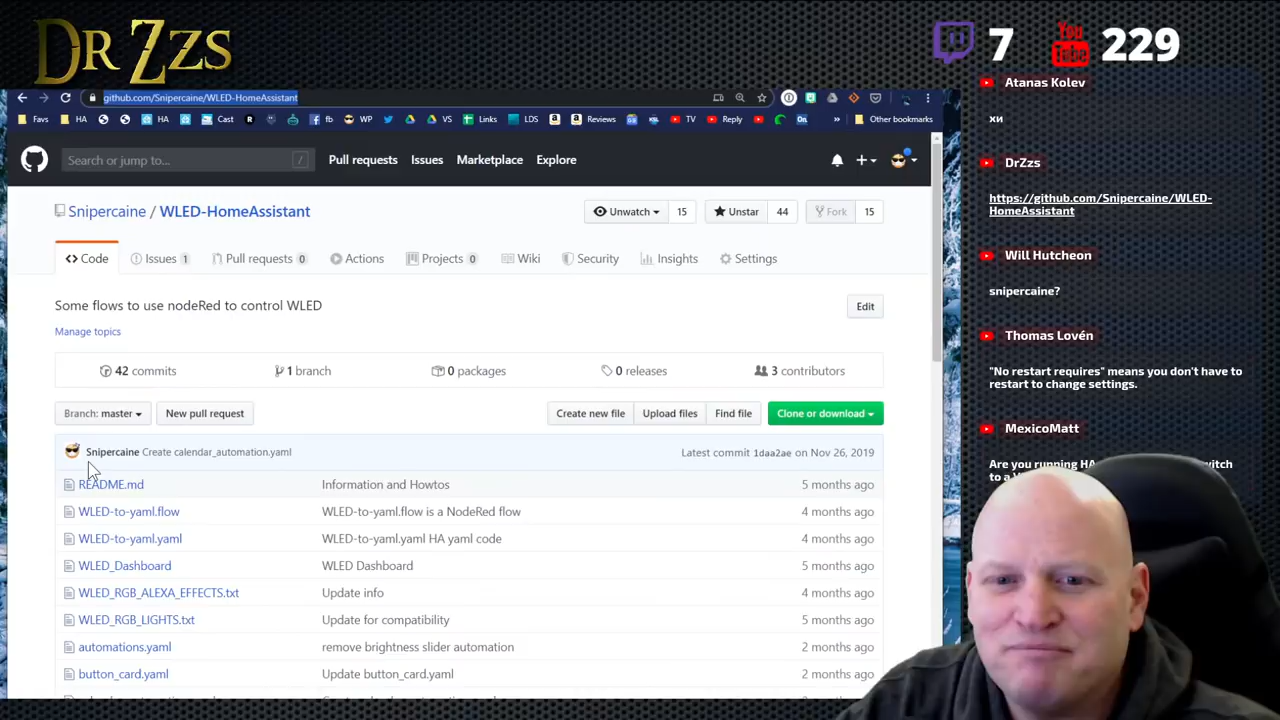 DR ZZS
7
You Tube
229
github.com/Snipercaine/WLED-HomeAssistant
Favs
HA
HA
Cast
fb
WP
VS
Links
LDS
Reviews
TV
Reply
On
»
Other bookmarks
Search or jump to...
/
Pull requests
Issues
Marketplace
Explore
Snipercaine / WLED-HomeAssistant
Unwatch
15
Unstar
44
Fork
15
Code
Issues 1
Pull requests 0
Actions
Projects 0
Wiki
Security
Insights
Settings
Some flows to use nodeRed to control WLED
Edit
Manage topics
42 commits
1 branch
0 packages
0 releases
3 contributors
Branch: master
New pull request
Create new file
Upload files
Find file
Clone or download
Snipercaine Create calendar_automation.yaml
Latest commit 1daa2ae on Nov 26, 2019
README.md Information and Howtos 5 months ago
WLED-to-yaml.flow WLED-to-yaml.flow is a NodeRed flow 4 months ago
WLED-to-yaml.yaml WLED-to-yaml.yaml HA yaml code 4 months ago
WLED_Dashboard WLED Dashboard 5 months ago
WLED_RGB_ALEXA_EFFECTS.txt Update info 4 months ago
WLED_RGB_LIGHTS.txt Update for compatibility 5 months ago
automations.yaml remove brightness slider automation 2 months ago
button_card.yaml Update button_card.yaml 2 months ago
Atanas Kolev
хи
DrZzs
https://github.com/Snipercaine/WLED-
HomeAssistant
Will Hutcheon
snipercaine?
Thomas Lovén
"No restart requires" means you don't have to
restart to change settings.
MexicoMatt
Are you running HA
to a